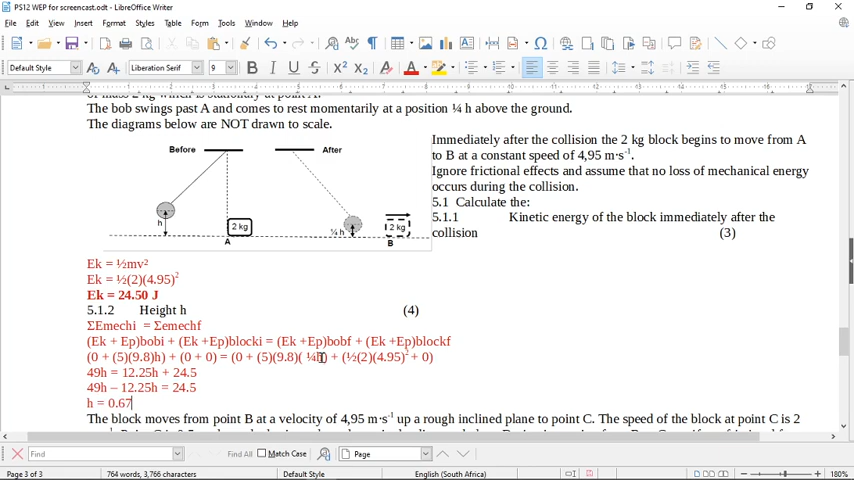 PS12 WEP for screencast.odt - LibreOffice Writer
File Edit View Insert Format Styles Table Form Tools Window Help
Default Style Liberation Serif 9
The bob swings past A and comes to rest momentarily at a position ¼ h above the ground.
The diagrams below are NOT drawn to scale.
Before After
h 2 kg A ¼ h 2 kg B
Immediately after the collision the 2 kg block begins to move from A
to B at a constant speed of 4,95 m·s⁻¹.
Ignore frictional effects and assume that no loss of mechanical energy
occurs during the collision.
5.1 Calculate the:
5.1.1 Kinetic energy of the block immediately after the
collision (3)
Ek = ½mv²
Ek = ½(2)(4.95)²
Ek = 24.50 J
5.1.2 Height h (4)
ΣEmechi = Σemechf
(Ek + Ep)bobi + (Ek +Ep)blocki = (Ek +Ep)bobf + (Ek +Ep)blockf
(0 + (5)(9.8)h) + (0 + 0) = (0 + (5)(9.8)( ¼h) + (½(2)(4.95)² + 0)
49h = 12.25h + 24.5
49h – 12.25h = 24.5
h = 0.67
The block moves from point B at a velocity of 4,95 m·s⁻¹ up a rough inclined plane to point C. The speed of the block at point C is 2
Find Find All Match Case Page
Page 3 of 3 764 words, 3,766 characters Default Style English (South Africa) 180%